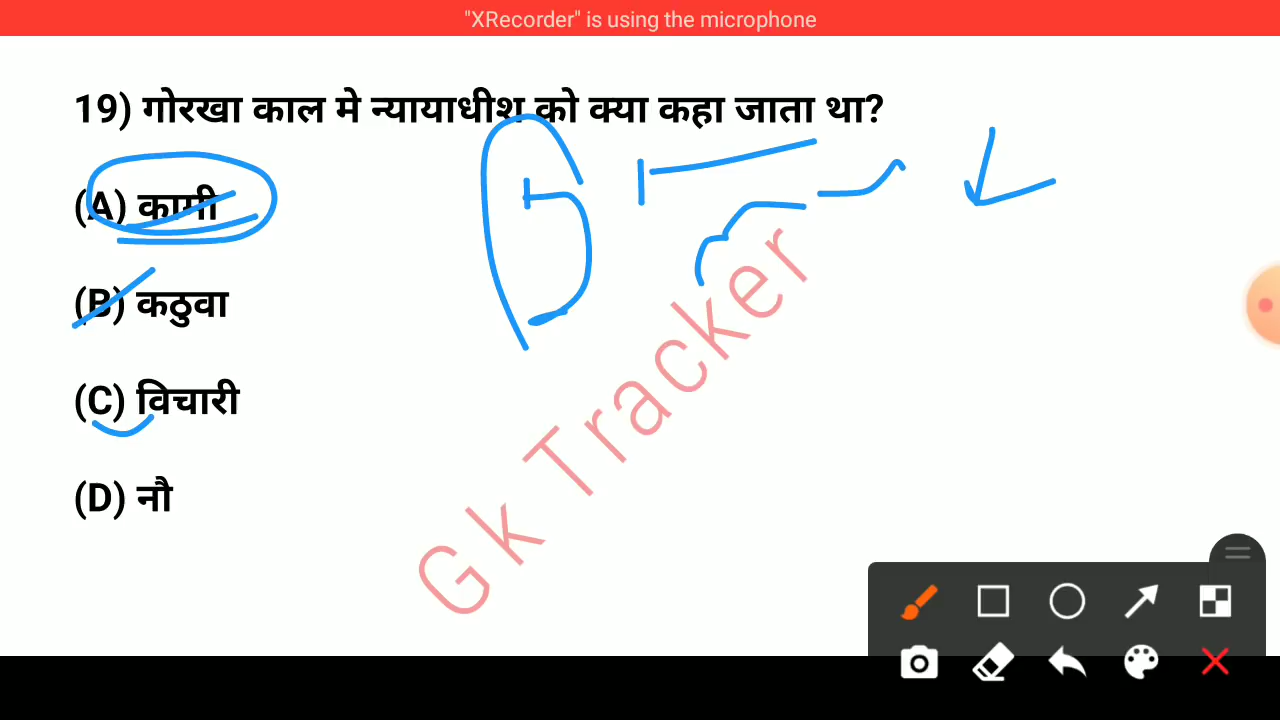 "XRecorder" is using the microphone
19) गोरखा काल मे न्यायाधीश को क्या कहा जाता था?
(A) कामी
(B) कठुवा
(C) विचारी
(D) नौ
Gk Tracker